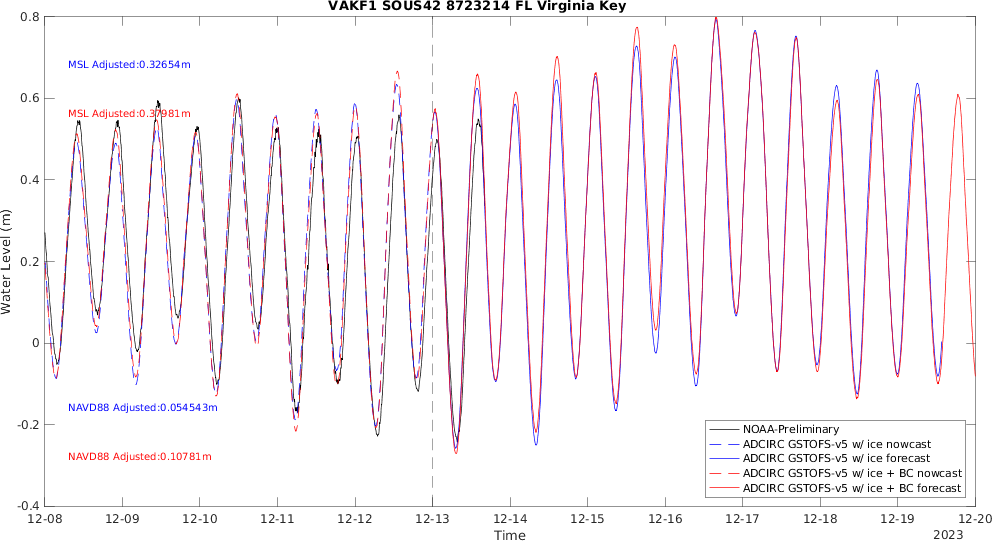 VAKF1 SOUS42 8723214 FL Virginia Key
0.8
0.6
0.4
0.2
0
-0.2
-0.4
Water Level (m)
MSL Adjusted:0.32654m
MSL Adjusted:0.37981m
NAVD88 Adjusted:0.054543m
NAVD88 Adjusted:0.10781m
NOAA-Preliminary
ADCIRC GSTOFS-v5 w/ ice nowcast
ADCIRC GSTOFS-v5 w/ ice forecast
ADCIRC GSTOFS-v5 w/ ice + BC nowcast
ADCIRC GSTOFS-v5 w/ ice + BC forecast
12-08 12-09 12-10 12-11 12-12 12-13 12-14 12-15 12-16 12-17 12-18 12-19 12-20
Time
2023